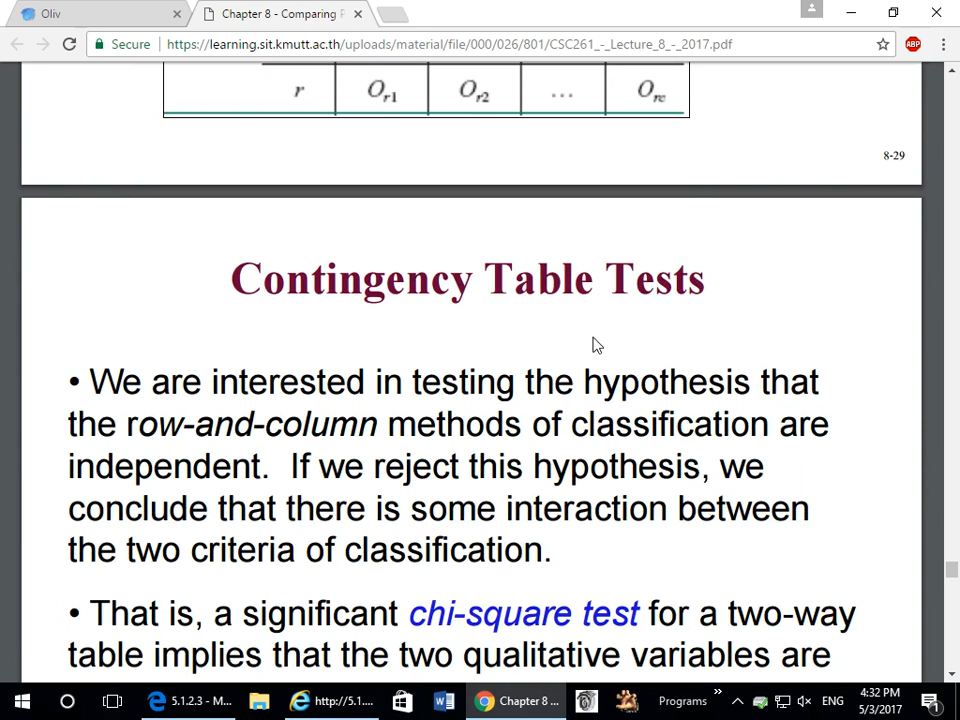 Oliv
Chapter 8 - Comparing P
Secure
https://learning.sit.kmutt.ac.th/uploads/material/file/000/026/801/CSC261_-_Lecture_8_-_2017.pdf
ABP
r Or1 Or2 ... Orc
8-29
Contingency Table Tests
• We are interested in testing the hypothesis that
the row-and-column methods of classification are
independent. If we reject this hypothesis, we
conclude that there is some interaction between
the two criteria of classification.
• That is, a significant chi-square test for a two-way
table implies that the two qualitative variables are
5.1.2.3 - M...
http://5.1....
Chapter 8 ...
Programs
ENG
4:32 PM
5/3/2017
1